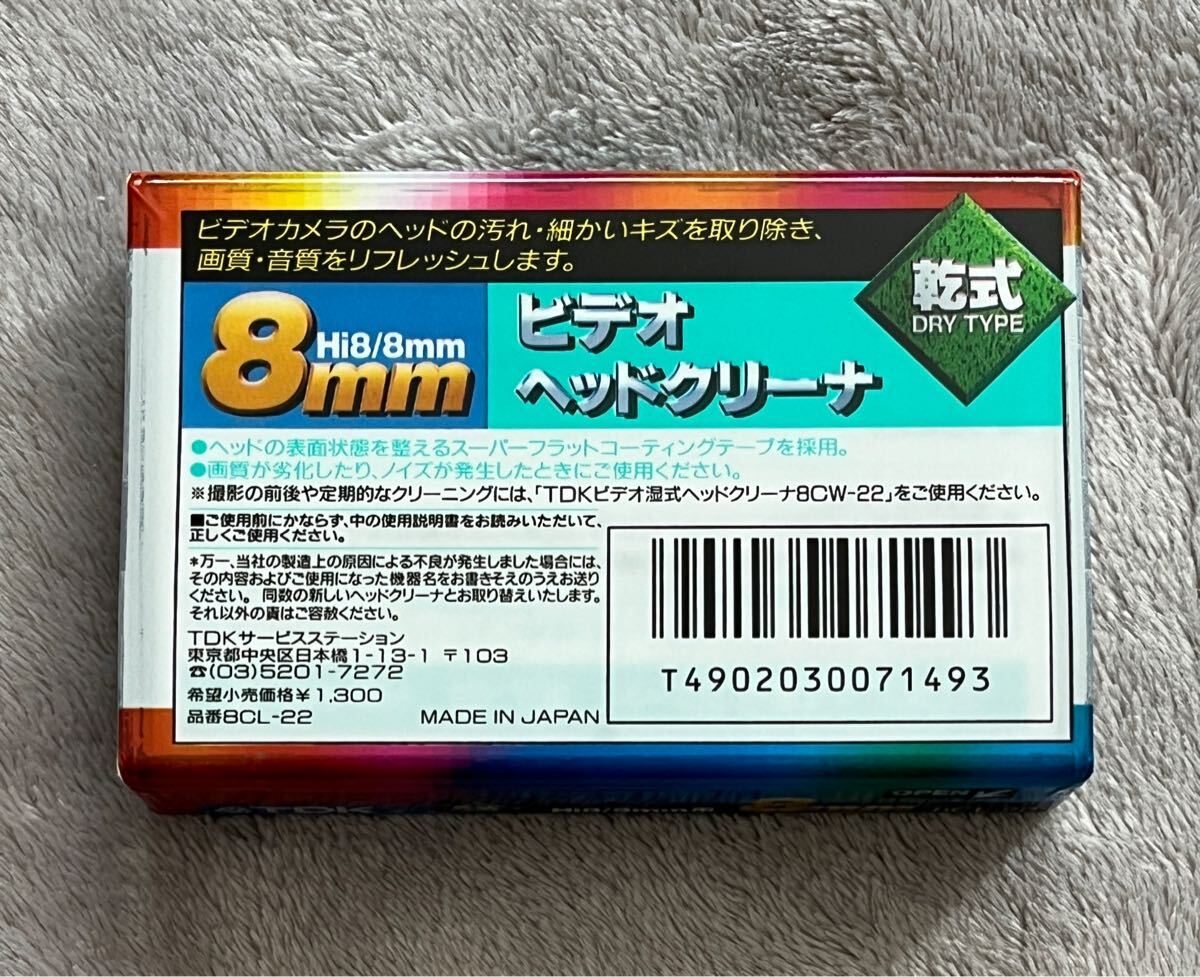 ビデオカメラのヘッドの汚れ・細かいキズを取り除き、
画質・音質をリフレッシュします。
乾式
DRY TYPE
8mm
Hi8/8mm
ビデオ
ヘッドクリーナ
●ヘッドの表面状態を整えるスーパーフラットコーティングテープを採用。
●画質が劣化したり、ノイズが発生したときにご使用ください。
※撮影の前後や定期的なクリーニングには、「TDKビデオ湿式ヘッドクリーナ8CW-22」をご使用ください。
■ご使用前にかならず、中の使用説明書をお読みいただいて、
正しくご使用ください。
*万一、当社の製造上の原因による不良が発生しました場合には、
その内容およびご使用になった機器名をお書きそえのうえお送り
ください。同数の新しいヘッドクリーナとお取り替えいたします。
それ以外の責はご容赦ください。
TDKサービスステーション
東京都中央区日本橋1-13-1 〒103
☎(03)5201-7272
希望小売価格¥1,300
品番8CL-22 MADE IN JAPAN
T4902030071493
TDK
OPEN